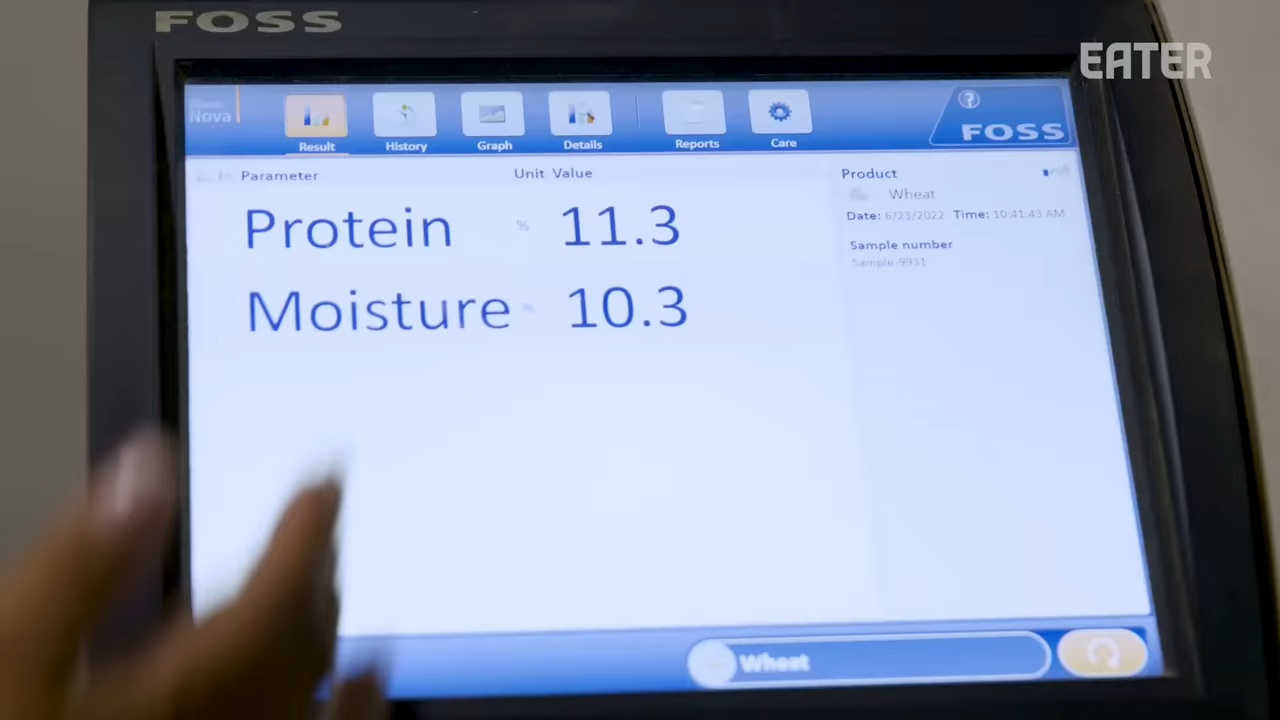 FOSS
EATER
Nova
Result History Graph Details Reports Care
? FOSS
Parameter Unit Value
Protein % 11.3
Moisture 10.3
Product
Wheat
Date: 6/23/2022 Time: 10:41:43 AM
Sample number
Sample-9931
Wheat